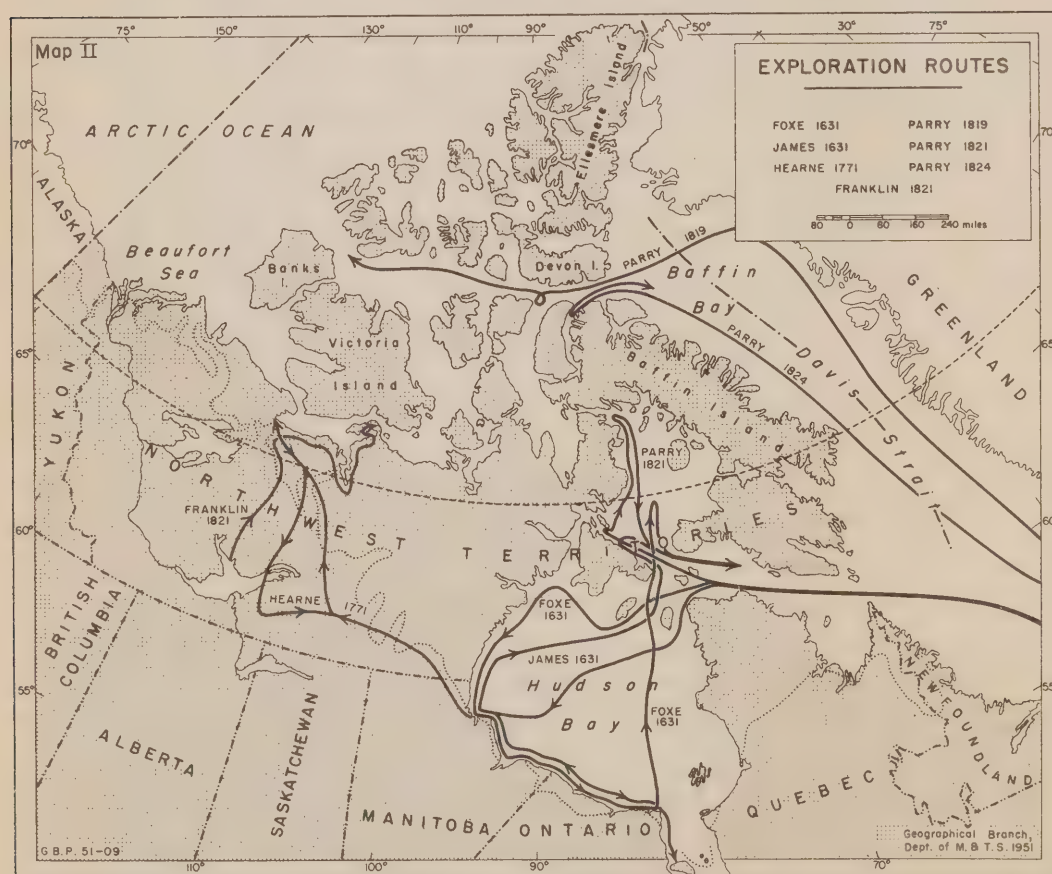 75° 150° 130° 110° 90° 50° 75°
Map II
EXPLORATION ROUTES
FOXE 1631 PARRY 1819
JAMES 1631 PARRY 1821
HEARNE 1771 PARRY 1824
FRANKLIN 1821
80 0 80 160 240 miles
ARCTIC OCEAN
Ellesmere Island
70°
70°
ALASKA
Beaufort
Sea
Banks
I.
Devon I.
PARRY 1819
Baffin
Bay
GREENLAND
Victoria
Island
PARRY
1824
Davis Strait
65°
65°
Baffin Island
YUKON
PARRY
1821
NORTHWEST TERRITORIES
FRANKLIN
1821
60°
60°
HEARNE 1771
FOXE
1631
JAMES 1631
BRITISH
COLUMBIA
Hudson
Bay
FOXE
1631
55°
55°
NEWFOUNDLAND
ALBERTA
SASKATCHEWAN
MANITOBA
ONTARIO
QUEBEC
G.B.P. 51-09
Geographical Branch,
Dept. of M. & T. S. 1951
110° 100° 90° 70°